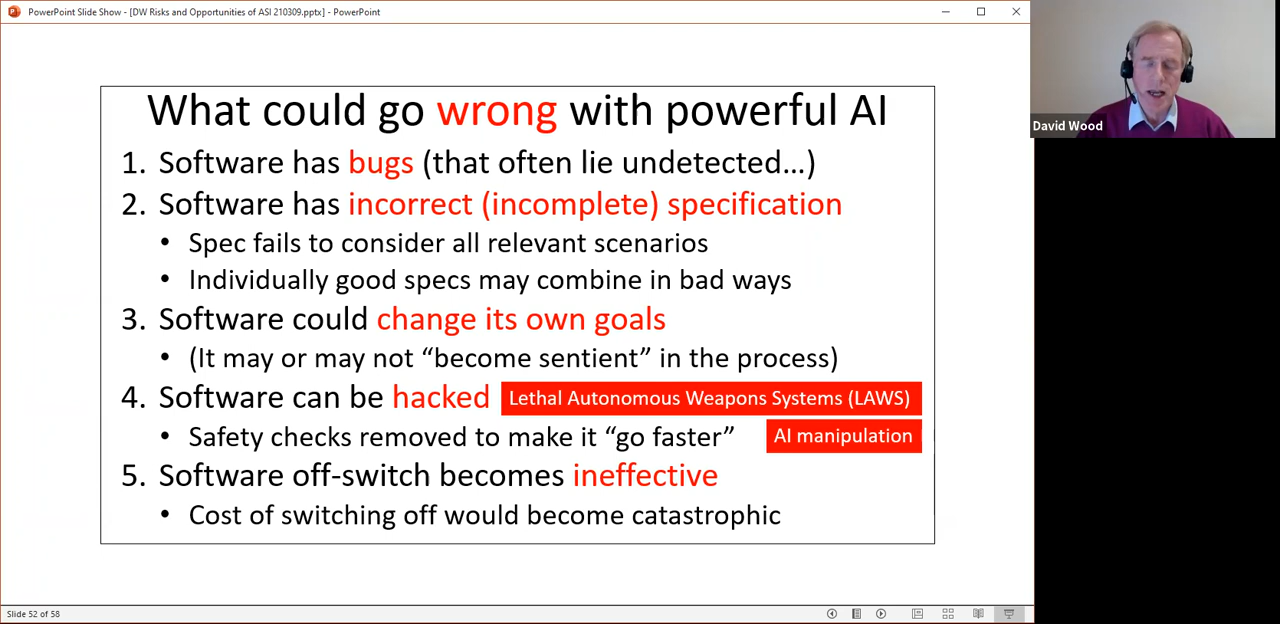 PowerPoint Slide Show - [DW Risks and Opportunities of ASI 210309.pptx] - PowerPoint
David Wood
What could go wrong with powerful AI
1. Software has bugs (that often lie undetected...)
2. Software has incorrect (incomplete) specification
• Spec fails to consider all relevant scenarios
• Individually good specs may combine in bad ways
3. Software could change its own goals
• (It may or may not “become sentient” in the process)
4. Software can be hacked Lethal Autonomous Weapons Systems (LAWS)
• Safety checks removed to make it “go faster” AI manipulation
5. Software off-switch becomes ineffective
• Cost of switching off would become catastrophic
Slide 52 of 58